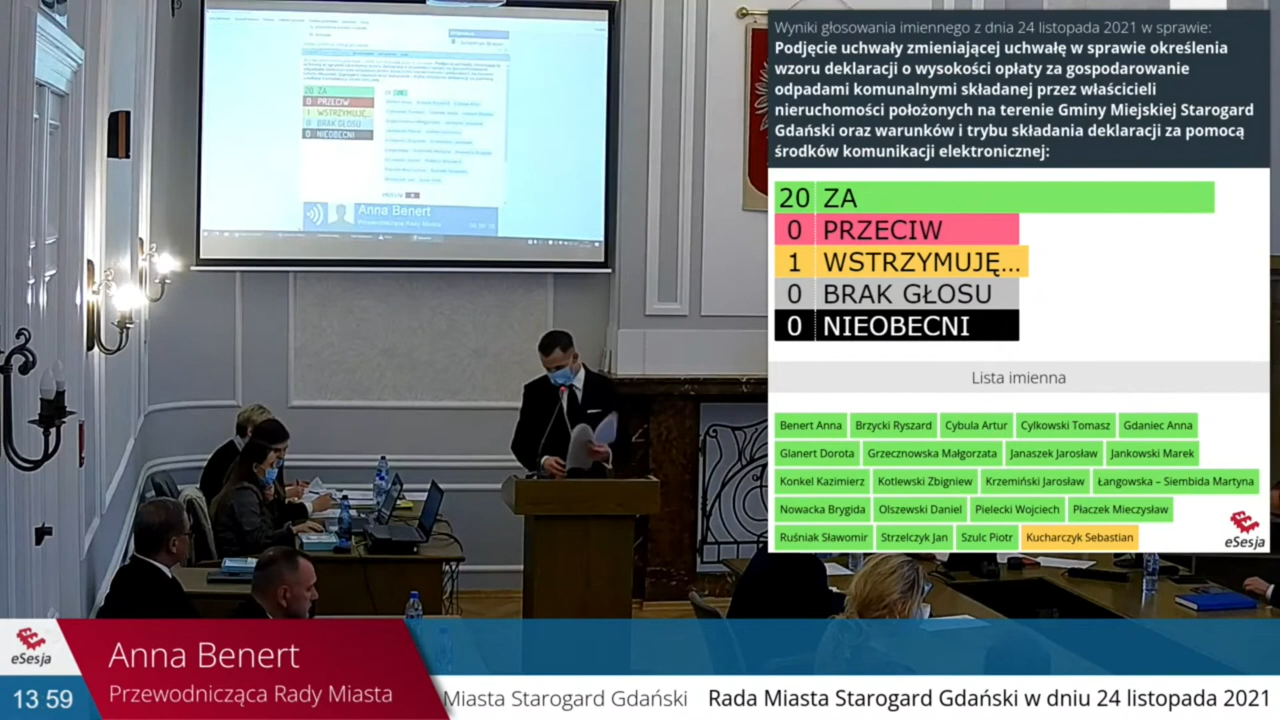 20 ZA
0 PRZECIW
1 WSTRZYMUJĘ...
0 BRAK GŁOSU
0 NIEOBECNI
Anna Benert
Przewodnicząca Rady Miasta
Wyniki głosowania imiennego z dnia 24 listopada 2021 w sprawie:
Podjęcie uchwały zmieniającej uchwałę w sprawie określenia
wzoru deklaracji o wysokości opłaty za gospodarowanie
odpadami komunalnymi składanej przez właścicieli
nieruchomości położonych na terenie Gminy Miejskiej Starogard
Gdański oraz warunków i trybu składania deklaracji za pomocą
środków komunikacji elektronicznej:
20 ZA
0 PRZECIW
1 WSTRZYMUJĘ...
0 BRAK GŁOSU
0 NIEOBECNI
Lista imienna
Benert Anna Brzycki Ryszard Cybula Artur Cylkowski Tomasz Gdaniec Anna
Glanert Dorota Grzecznowska Małgorzata Janaszek Jarosław Jankowski Marek
Konkel Kazimierz Kotlewski Zbigniew Krzemiński Jarosław Łangowska – Siembida Martyna
Nowacka Brygida Olszewski Daniel Pielecki Wojciech Płaczek Mieczysław
Ruśniak Sławomir Strzelczyk Jan Szulc Piotr Kucharczyk Sebastian
eSesja
eSesja
Anna Benert
Przewodnicząca Rady Miasta
13 59
Miasta Starogard Gdański Rada Miasta Starogard Gdański w dniu 24 listopada 2021